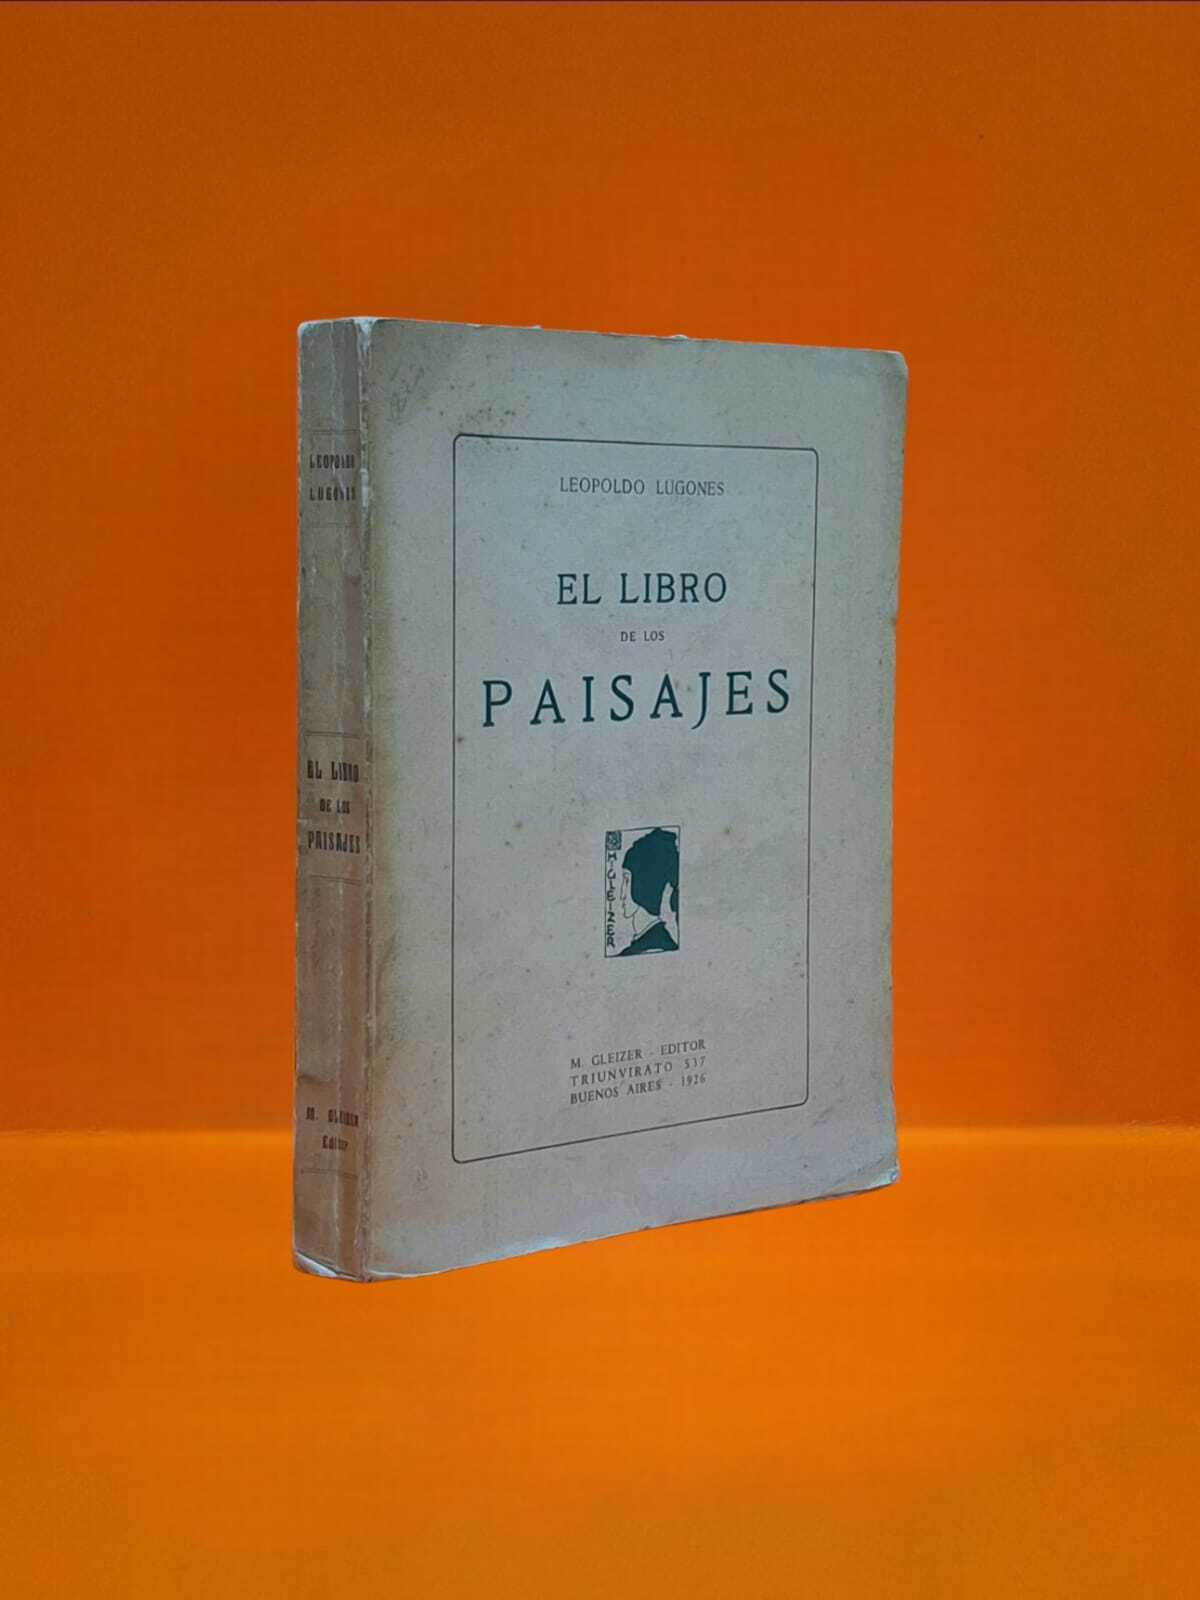 LEOPOLDO
LUGONES
EL LIBRO
DE LOS
PAISAJES
M. GLEIZER
Editor
LEOPOLDO LUGONES
EL LIBRO
DE LOS
PAISAJES
M·GLEIZER
M. GLEIZER - EDITOR
TRIUNVIRATO 537
BUENOS AIRES - 1926